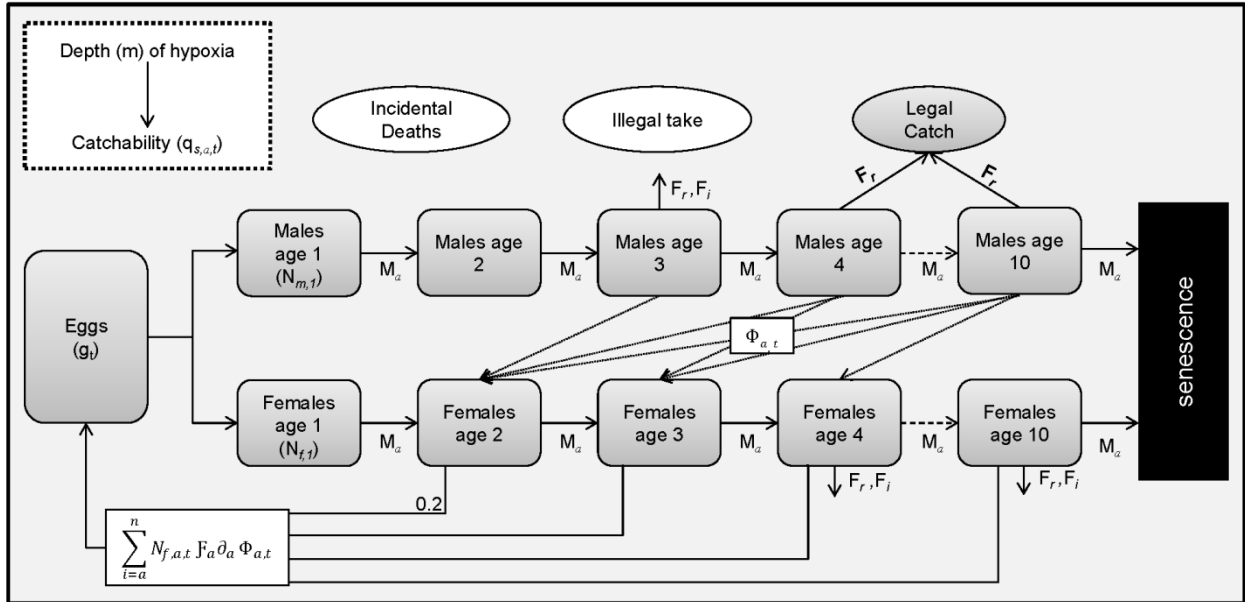 Depth (m) of hypoxia
Catchability (q_{s,a,t})
Incidental
Deaths
Illegal take
Legal
Catch
F_r, F_i
F_r
F_r
Males
age 1
(N_{m,1})
M_a
Males age
2
M_a
Males age
3
M_a
Males age
4
M_a
Males age
10
M_a
Eggs
(g_t)
Φ_{a t}
senescence
Females
age 1
(N_{f,1})
M_a
Females
age 2
M_a
Females
age 3
M_a
Females
age 4
M_a
Females
age 10
M_a
F_r, F_i
F_r, F_i
0.2
\sum_{i=a}^{n} N_{f,a,t} Ƒ_a ∂_a Φ_{a,t}